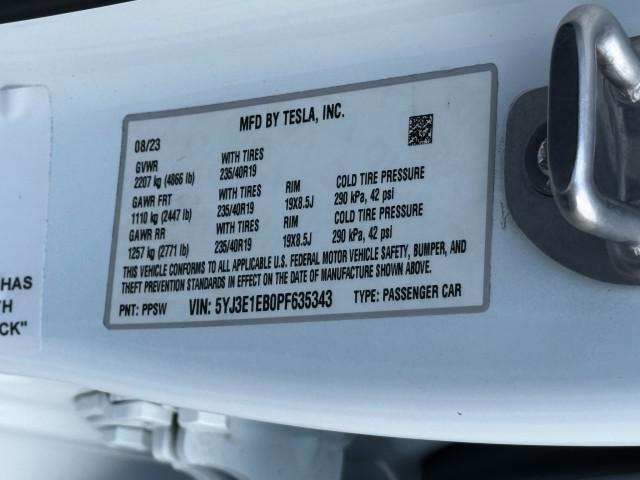 MFD BY TESLA, INC.
08/23
GVWR WITH TIRES
2207 kg (4866 lb) 235/40R19
GAWR FRT WITH TIRES RIM COLD TIRE PRESSURE
1110 kg (2447 lb) 235/40R19 19X8.5J 290 kPa, 42 psi
GAWR RR WITH TIRES RIM COLD TIRE PRESSURE
1257 kg (2771 lb) 235/40R19 19X8.5J 290 kPa, 42 psi
THIS VEHICLE CONFORMS TO ALL APPLICABLE U.S. FEDERAL MOTOR VEHICLE SAFETY, BUMPER, AND
THEFT PREVENTION STANDARDS IN EFFECT ON THE DATE OF MANUFACTURE SHOWN ABOVE.
PNT: PPSW VIN: 5YJ3E1EB0PF635343 TYPE: PASSENGER CAR
HAS
TH
CK"